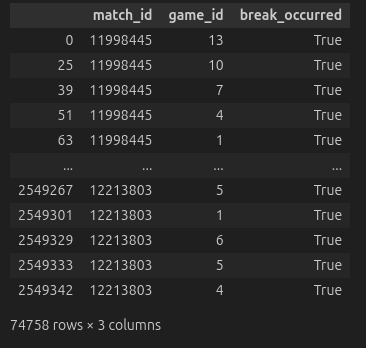 match_id game_id break_occurred
0 11998445 13 True
25 11998445 10 True
39 11998445 7 True
51 11998445 4 True
63 11998445 1 True
... ... ... ...
2549267 12213803 5 True
2549301 12213803 1 True
2549329 12213803 6 True
2549333 12213803 5 True
2549342 12213803 4 True
74758 rows × 3 columns